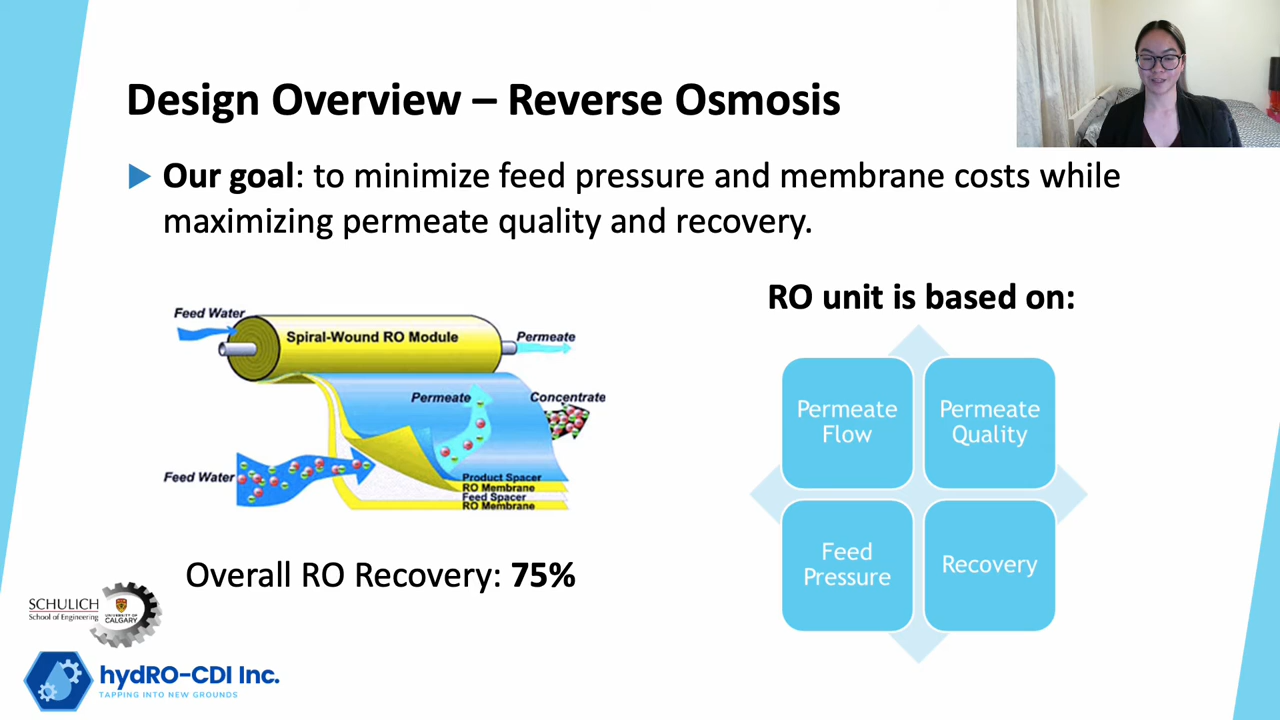 Design Overview – Reverse Osmosis
Our goal: to minimize feed pressure and membrane costs while
maximizing permeate quality and recovery.
Feed Water
Spiral-Wound RO Module
Permeate
Permeate
Concentrate
Feed Water
Product Spacer
RO Membrane
Feed Spacer
RO Membrane
Overall RO Recovery: 75%
RO unit is based on:
Permeate
Flow
Permeate
Quality
Feed
Pressure
Recovery
SCHULICH
School of Engineering
UNIVERSITY OF
CALGARY
hydRO-CDI Inc.
TAPPING INTO NEW GROUNDS